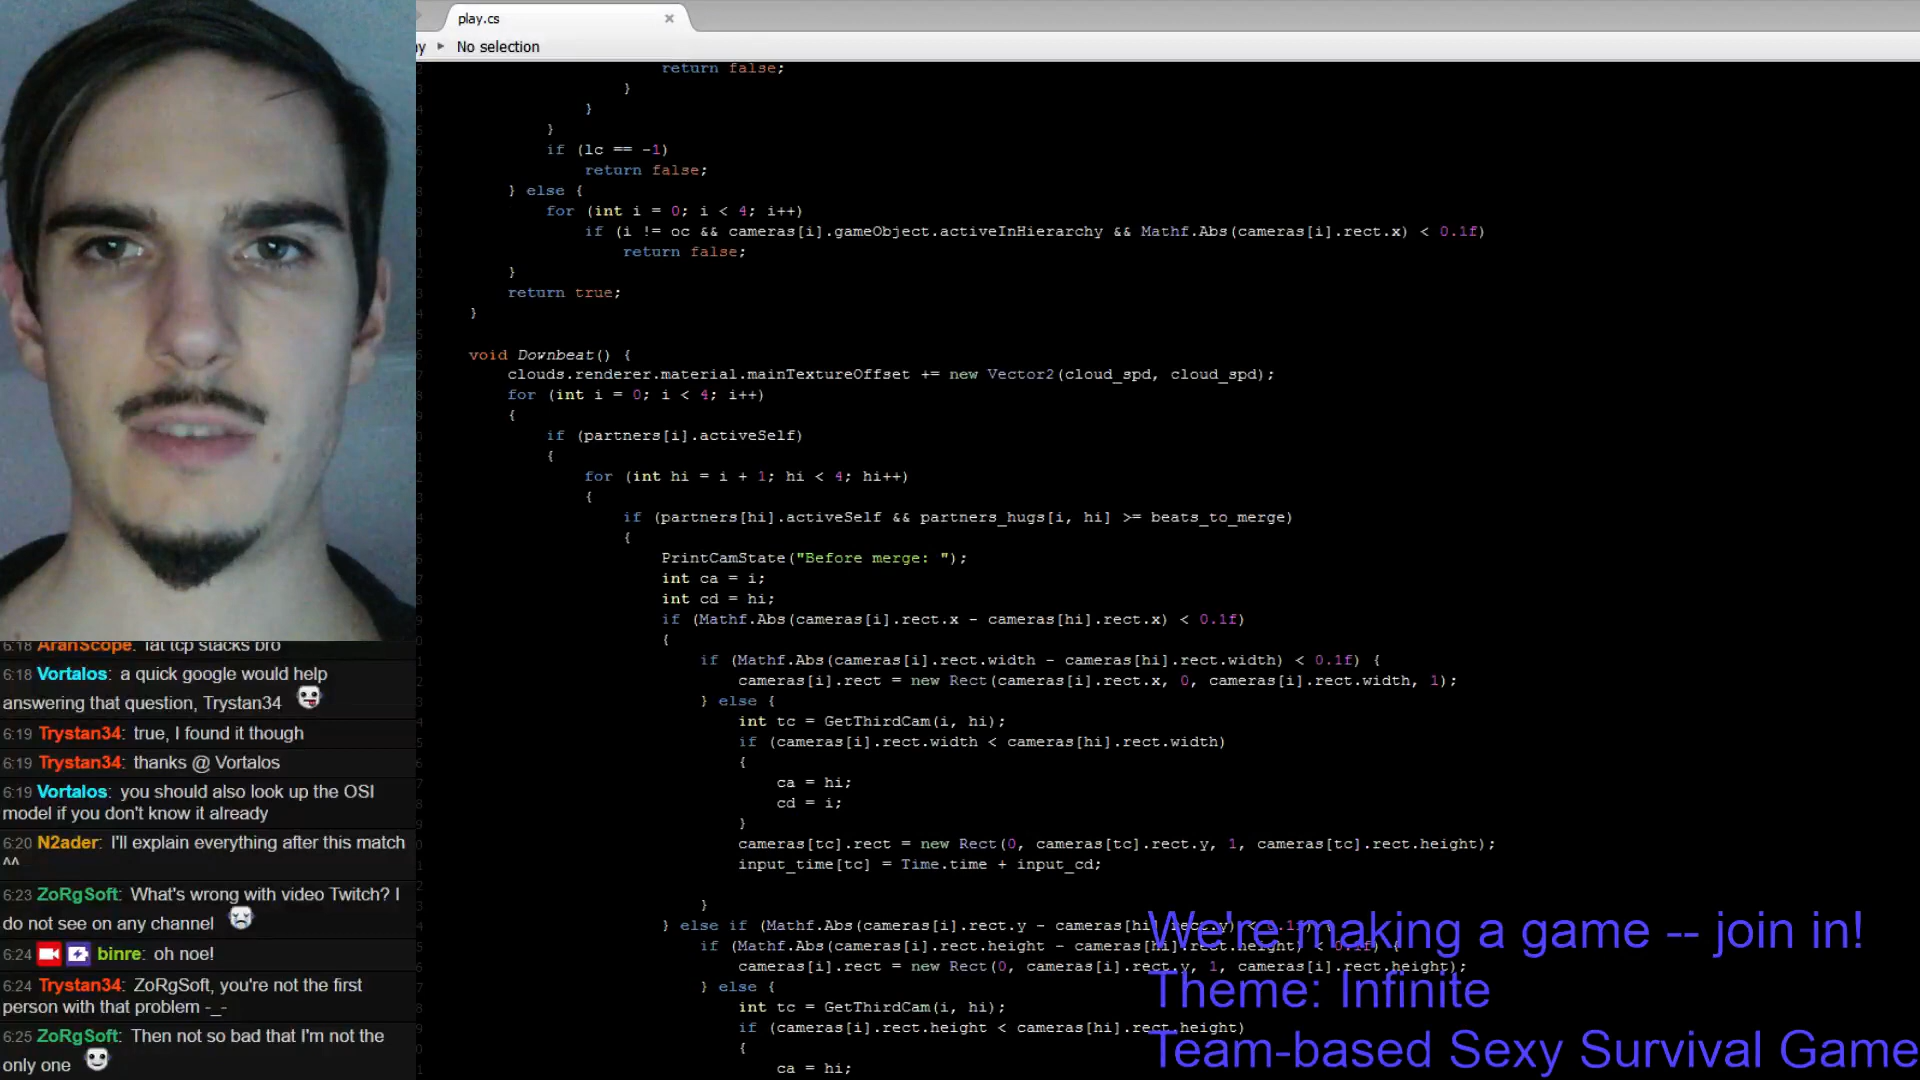 play.cs
No selection
return false;
}
}
}
if (lc == -1)
return false;
} else {
for (int i = 0; i < 4; i++)
if (i != oc && cameras[i].gameObject.activeInHierarchy && Mathf.Abs(cameras[i].rect.x) < 0.1f)
return false;
}
return true;
}
void Downbeat() {
clouds.renderer.material.mainTextureOffset += new Vector2(cloud_spd, cloud_spd);
for (int i = 0; i < 4; i++)
{
if (partners[i].activeSelf)
{
for (int hi = i + 1; hi < 4; hi++)
{
if (partners[hi].activeSelf && partners_hugs[i, hi] >= beats_to_merge)
{
PrintCamState("Before merge: ");
int ca = i;
int cd = hi;
if (Mathf.Abs(cameras[i].rect.x - cameras[hi].rect.x) < 0.1f)
{
if (Mathf.Abs(cameras[i].rect.width - cameras[hi].rect.width) < 0.1f) {
cameras[i].rect = new Rect(cameras[i].rect.x, 0, cameras[i].rect.width, 1);
} else {
int tc = GetThirdCam(i, hi);
if (cameras[i].rect.width < cameras[hi].rect.width)
{
ca = hi;
cd = i;
}
cameras[tc].rect = new Rect(0, cameras[tc].rect.y, 1, cameras[tc].rect.height);
input_time[tc] = Time.time + input_cd;
}
} else if (Mathf.Abs(cameras[i].rect.y - cameras[hi].rect.y) < 0.1f) {
if (Mathf.Abs(cameras[i].rect.height - cameras[hi].rect.height) < 0.1f) {
cameras[i].rect = new Rect(0, cameras[i].rect.y, 1, cameras[i].rect.height);
} else {
int tc = GetThirdCam(i, hi);
if (cameras[i].rect.height < cameras[hi].rect.height)
{
ca = hi;
6:18 AranScope: fat tcp stacks bro
6:18 Vortalos: a quick google would help
answering that question, Trystan34
6:19 Trystan34: true, I found it though
6:19 Trystan34: thanks @ Vortalos
6:19 Vortalos: you should also look up the OSI
model if you don't know it already
6:20 N2ader: I'll explain everything after this match
^^
6:23 ZoRgSoft: What's wrong with video Twitch? I
do not see on any channel
6:24 binre: oh noe!
6:24 Trystan34: ZoRgSoft, you're not the first
person with that problem -_-
6:25 ZoRgSoft: Then not so bad that I'm not the
only one
We're making a game -- join in!
Theme: Infinite
Team-based Sexy Survival Game